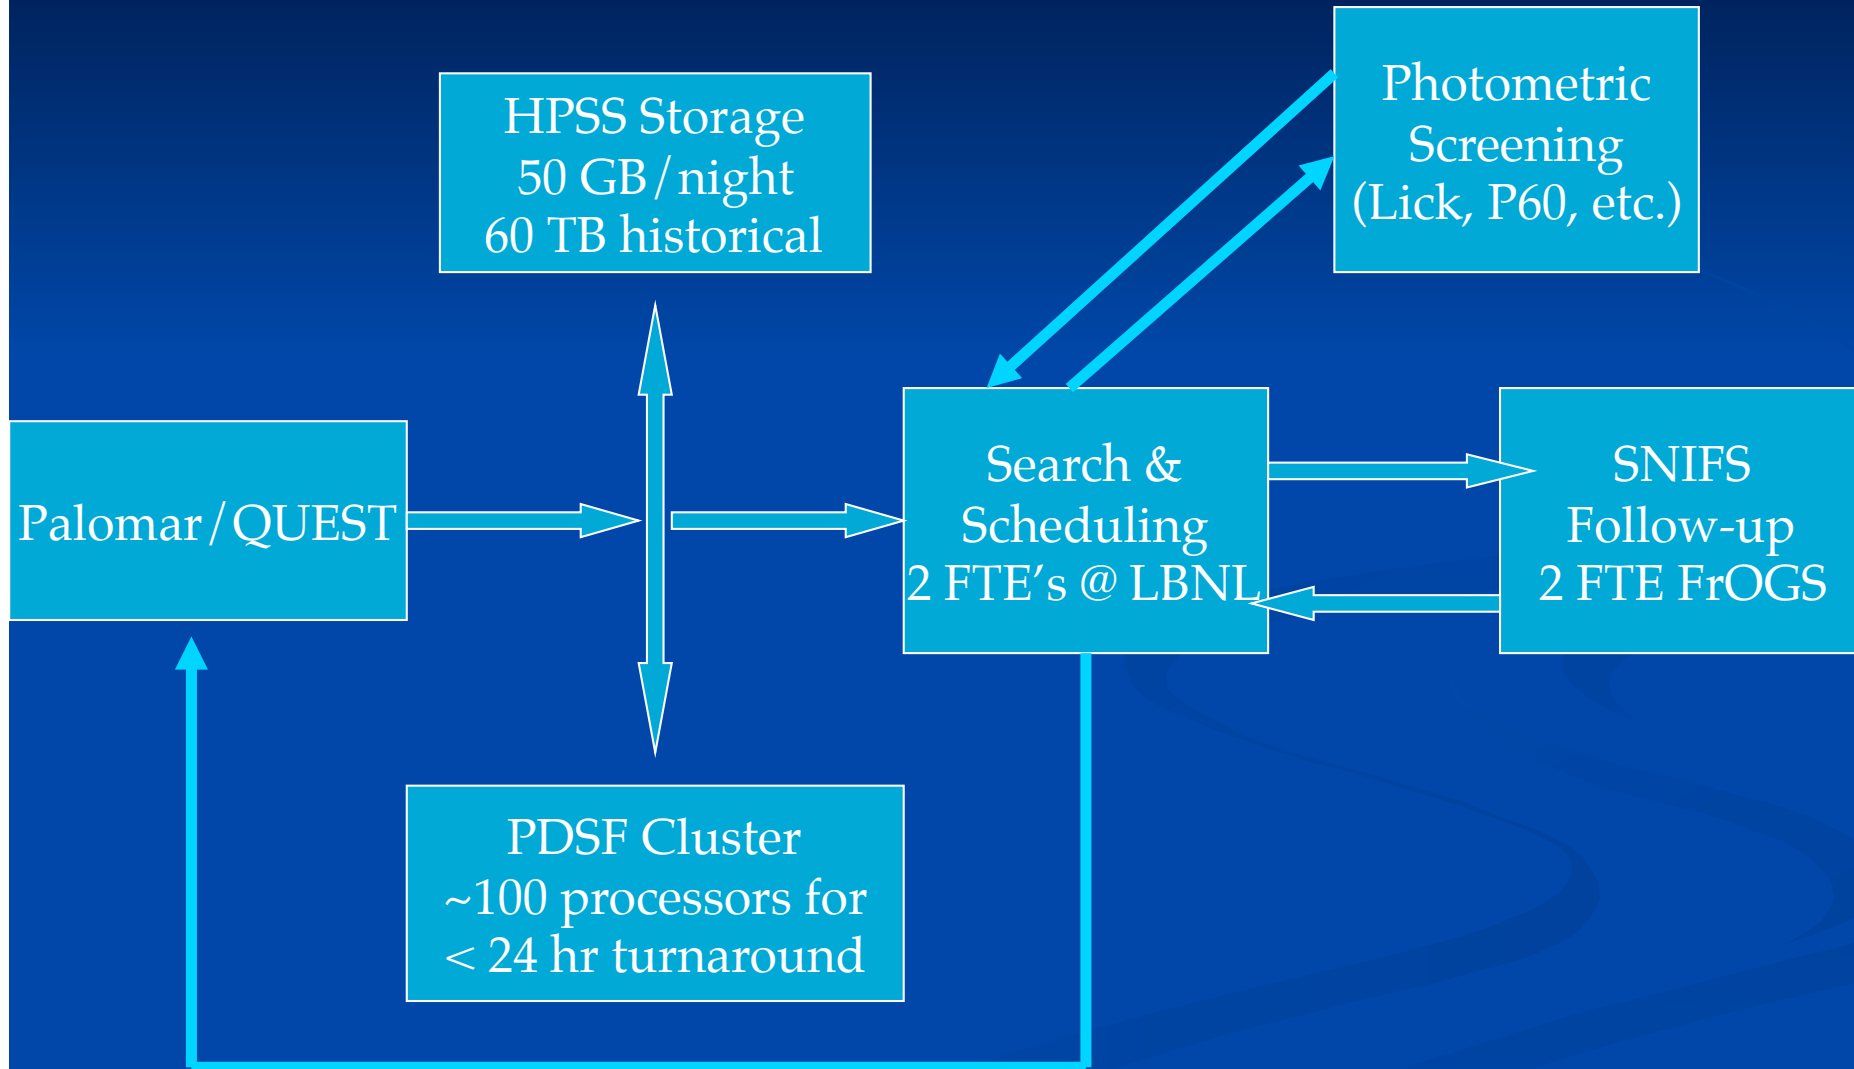 HPSS Storage
50 GB/night
60 TB historical
Photometric
Screening
(Lick, P60, etc.)
Palomar/QUEST
Search &
Scheduling
2 FTE’s @ LBNL
SNIFS
Follow-up
2 FTE FrOGS
PDSF Cluster
~100 processors for
< 24 hr turnaround